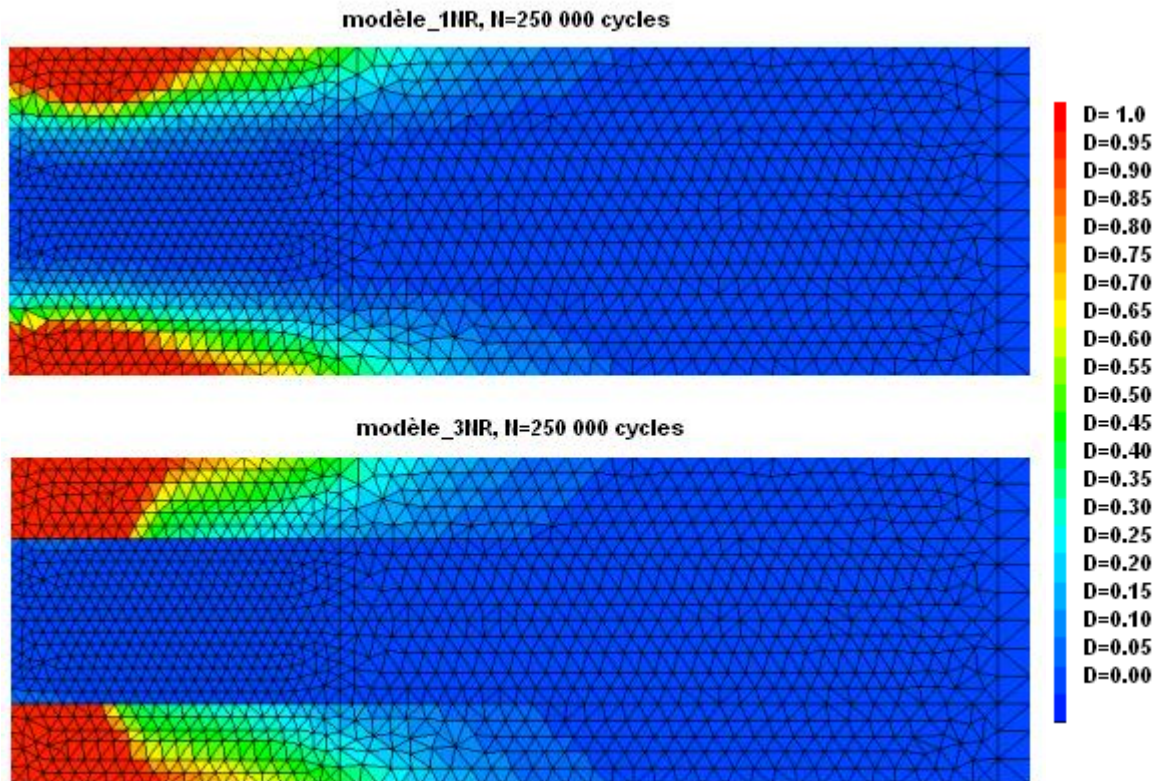 modèle_1NR, N=250 000 cycles
D= 1.0
D=0.95
D=0.90
D=0.85
D=0.80
D=0.75
D=0.70
D=0.65
D=0.60
D=0.55
D=0.50
D=0.45
D=0.40
D=0.35
D=0.30
D=0.25
D=0.20
D=0.15
D=0.10
D=0.05
D=0.00
modèle_3NR, N=250 000 cycles